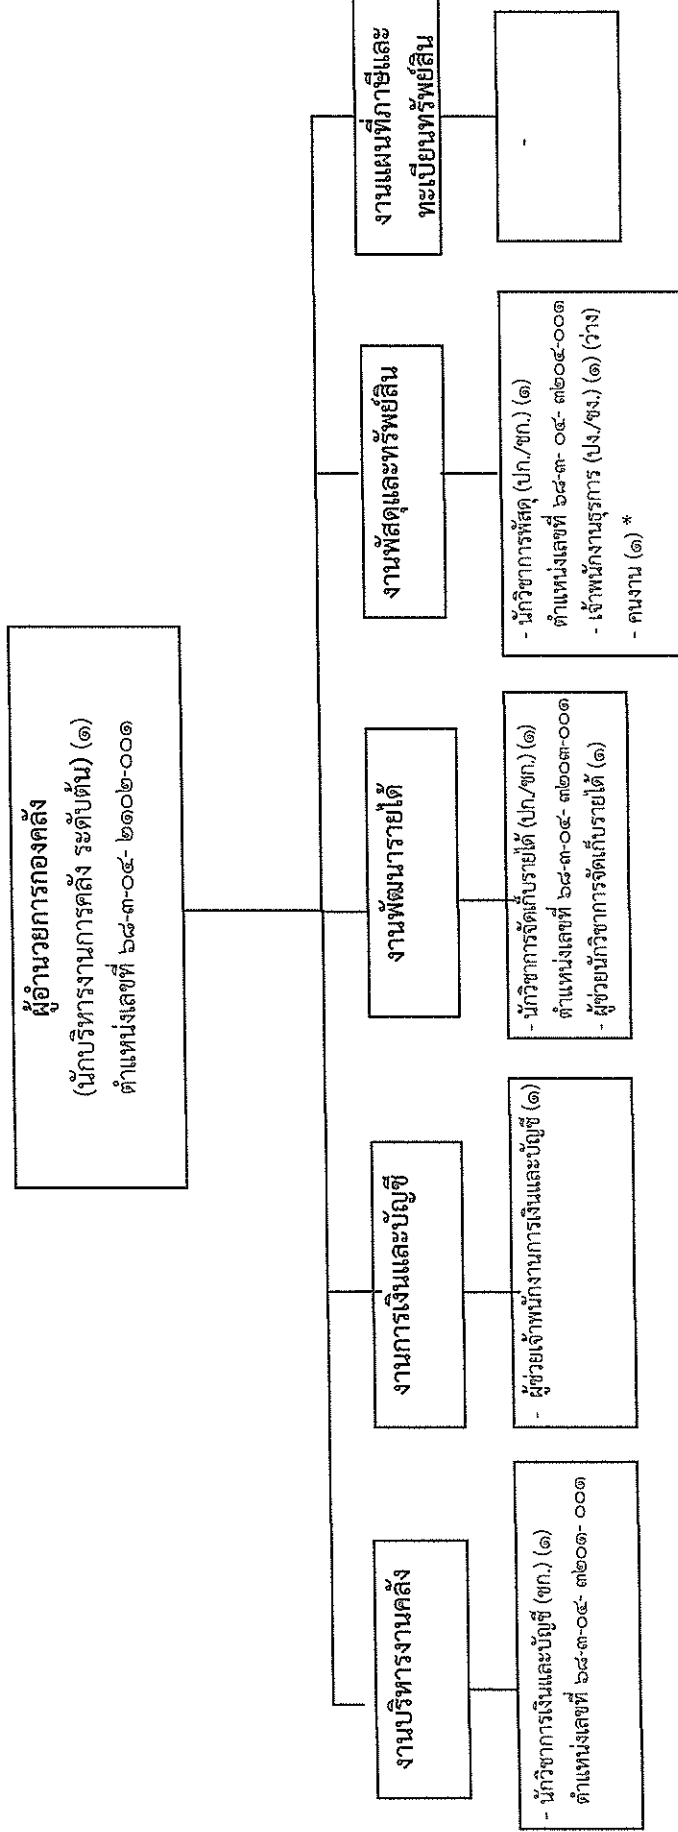 ผู้อำนวยการกองคลัง
(นักบริหารงานการคลัง ระดับต้น) (๑)
ตำแหน่งเลขที่ ๖๘-๓-๐๔- ๒๑๐๒-๐๐๑
งานบริหารงานคลัง
- นักวิชาการเงินและบัญชี (ชก.) (๑)
ตำแหน่งเลขที่ ๖๘-๓-๐๔- ๓๒๐๑- ๐๐๑
งานการเงินและบัญชี
- ผู้ช่วยเจ้าพนักงานการเงินและบัญชี (๑)
งานพัฒนารายได้
- นักวิชาการจัดเก็บรายได้ (ปก./ชก.) (๑)
ตำแหน่งเลขที่ ๖๘-๓-๐๔- ๓๒๐๓-๐๐๑
- ผู้ช่วยนักวิชาการจัดเก็บรายได้ (๑)
งานพัสดุและทรัพย์สิน
- นักวิชาการพัสดุ (ปก./ชก.) (๑)
ตำแหน่งเลขที่ ๖๘-๓- ๐๔- ๓๒๐๔-๐๐๑
- เจ้าพนักงานธุรการ (ปง./ชง.) (๑) (ว่าง)
- คนงาน (๑) *
งานแผนที่ภาษีและ
ทะเบียนทรัพย์สิน
-